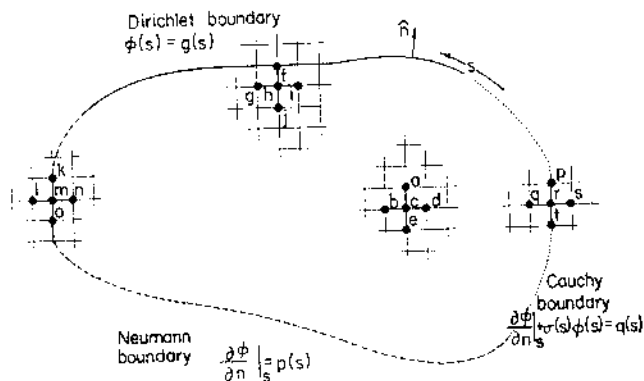 Dirichlet boundary
ϕ(s) = g(s)
n̂
s
f
g h i
j
k
l m n
o
a
b c d
e
p
q r s
t
Cauchy
boundary
∂ϕ/∂n|s +σ(s)ϕ(s)=q(s)
Neumann
boundary ∂ϕ/∂n|s = p(s)